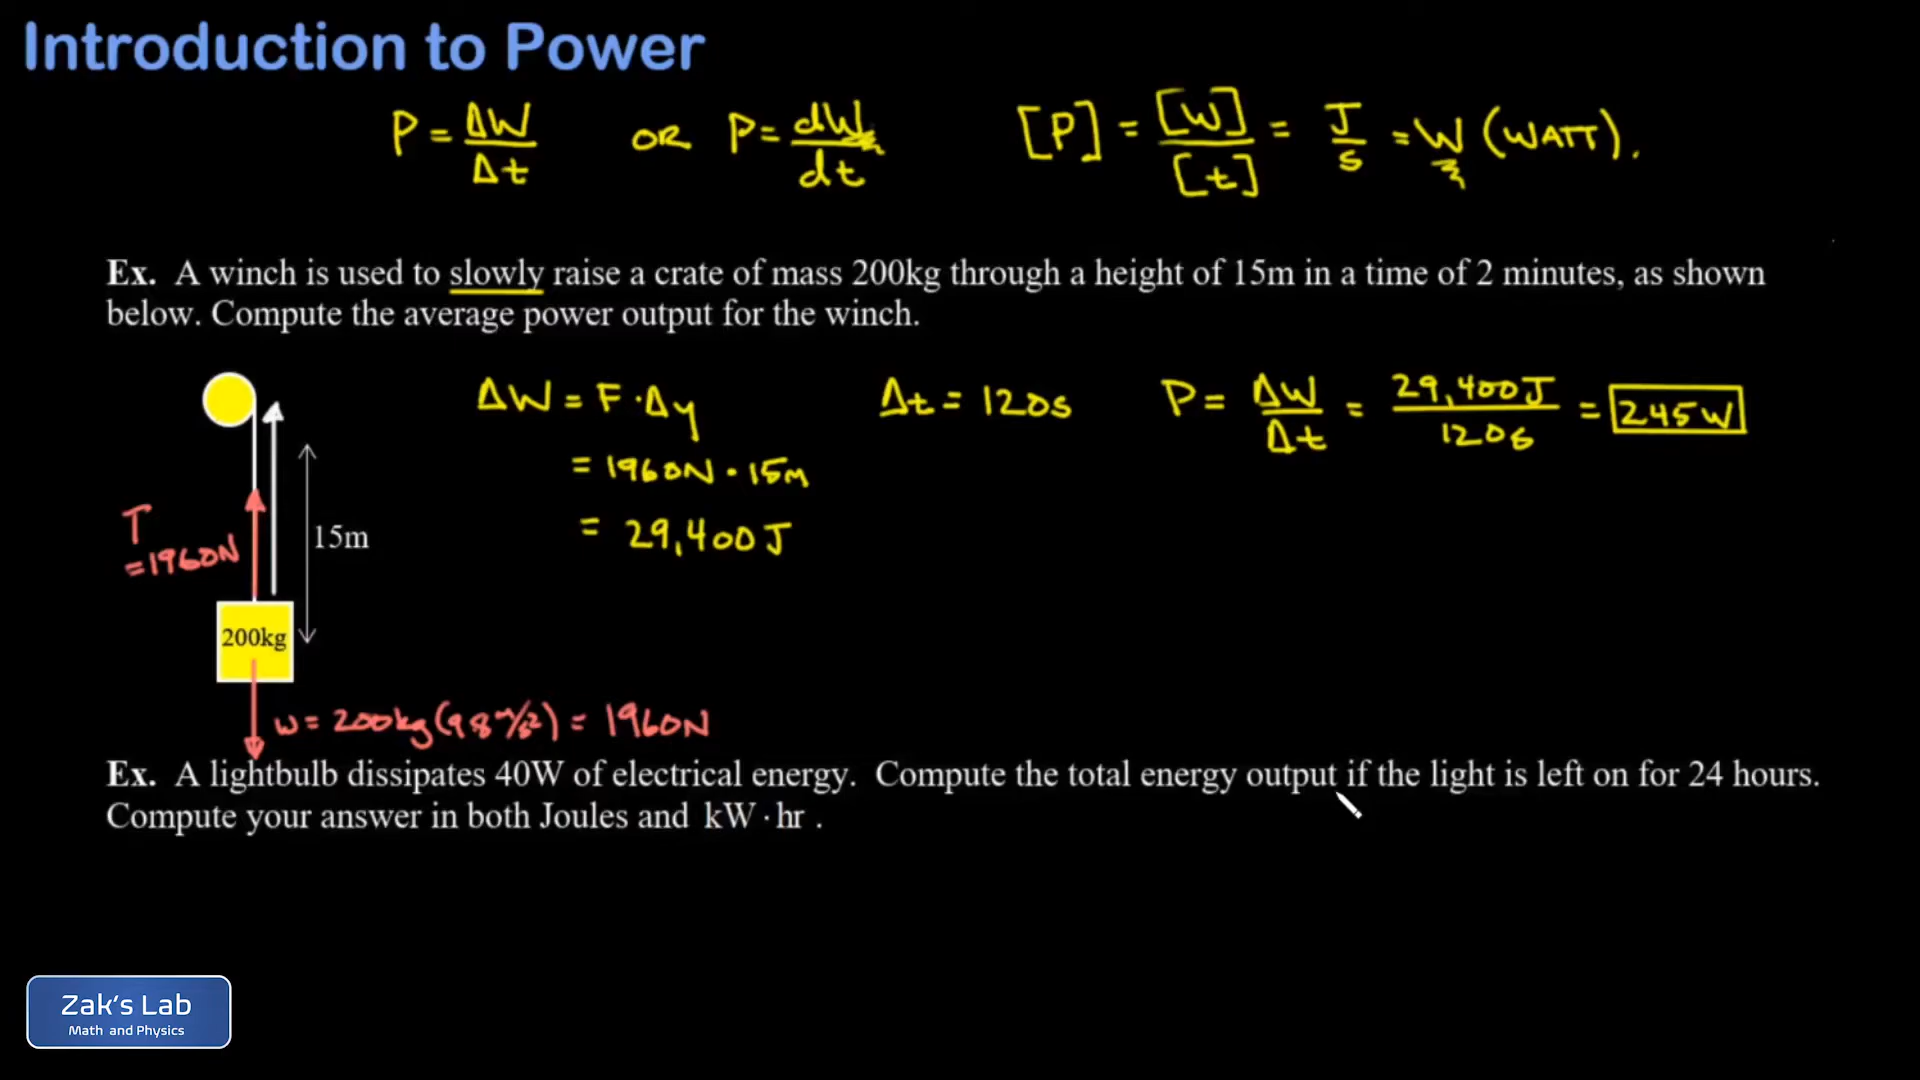 Introduction to Power
P = ΔW/Δt OR P = dW/dt [P] = [W]/[t] = J/s = W (WATT).
Ex. A winch is used to slowly raise a crate of mass 200kg through a height of 15m in a time of 2 minutes, as shown
below. Compute the average power output for the winch.
ΔW = F · Δy Δt = 120s P = ΔW/Δt = 29,400J/120s = 245W
= 1960N · 15m
= 29,400J
T
= 1960N
15m
200kg
w = 200kg(9.8 m/s²) = 1960N
Ex. A lightbulb dissipates 40W of electrical energy. Compute the total energy output if the light is left on for 24 hours.
Compute your answer in both Joules and kW · hr .
Zak's Lab
Math and Physics